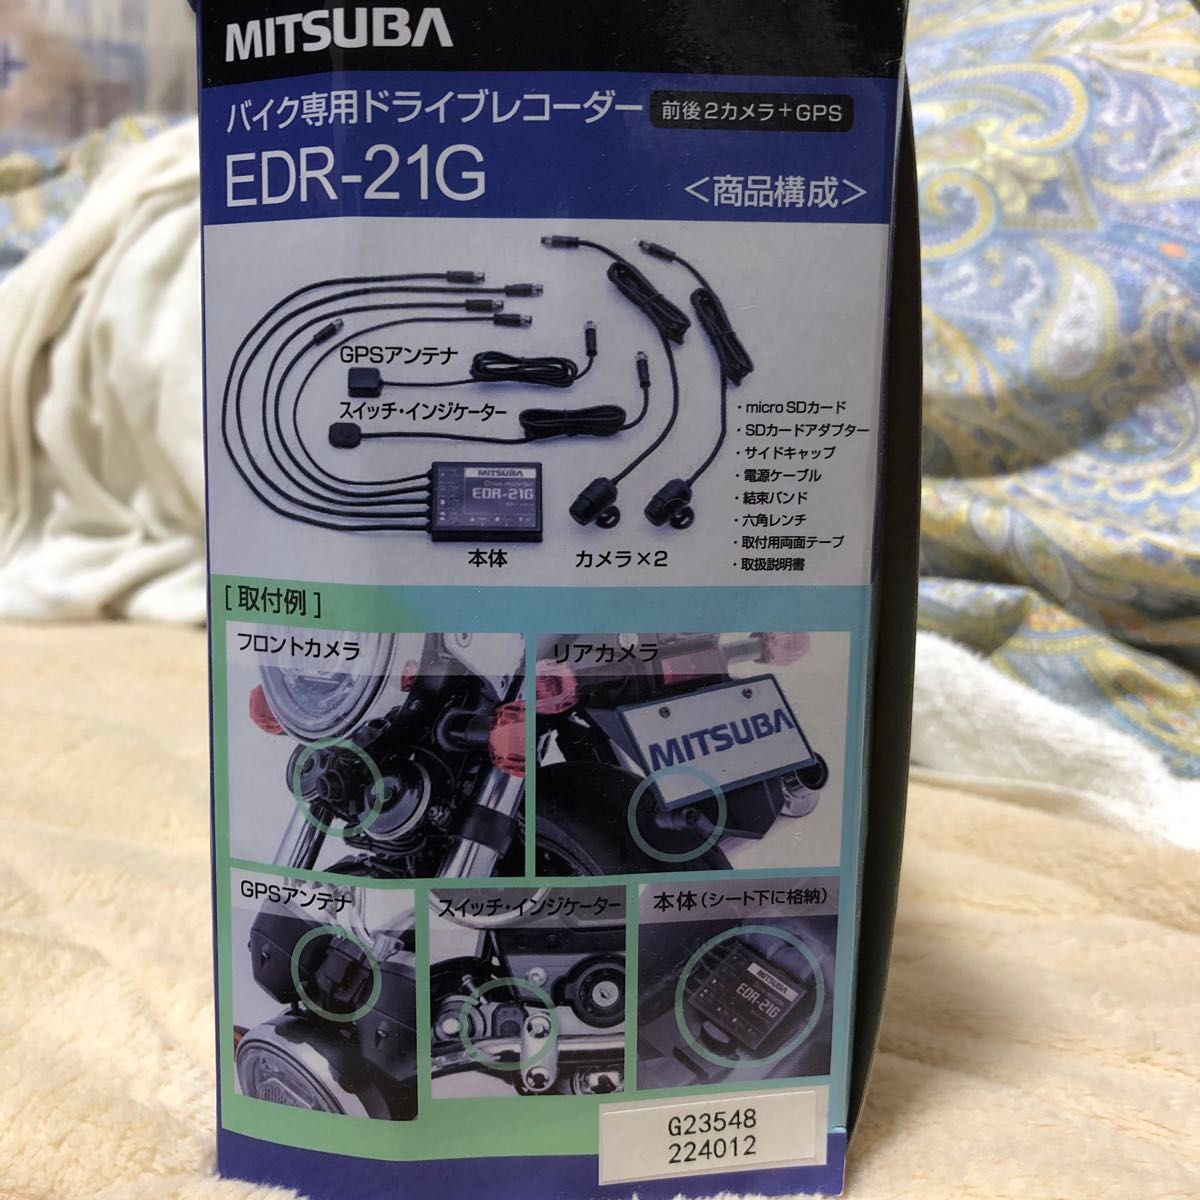 MITSUBA
バイク専用ドライブレコーダー 前後2カメラ+GPS
EDR-21G <商品構成>
GPSアンテナ
スイッチ・インジケーター
MITSUBA
Drive recorder
EDR-21G
本体
カメラ×2
・micro SDカード
・SDカードアダプター
・サイドキャップ
・電源ケーブル
・結束バンド
・六角レンチ
・取付用両面テープ
・取扱説明書
[取付例]
フロントカメラ
リアカメラ
MITSUBA
GPSアンテナ
スイッチ・インジケーター
本体(シート下に格納)
MITSUBA
EDR-21G
G23548
224012